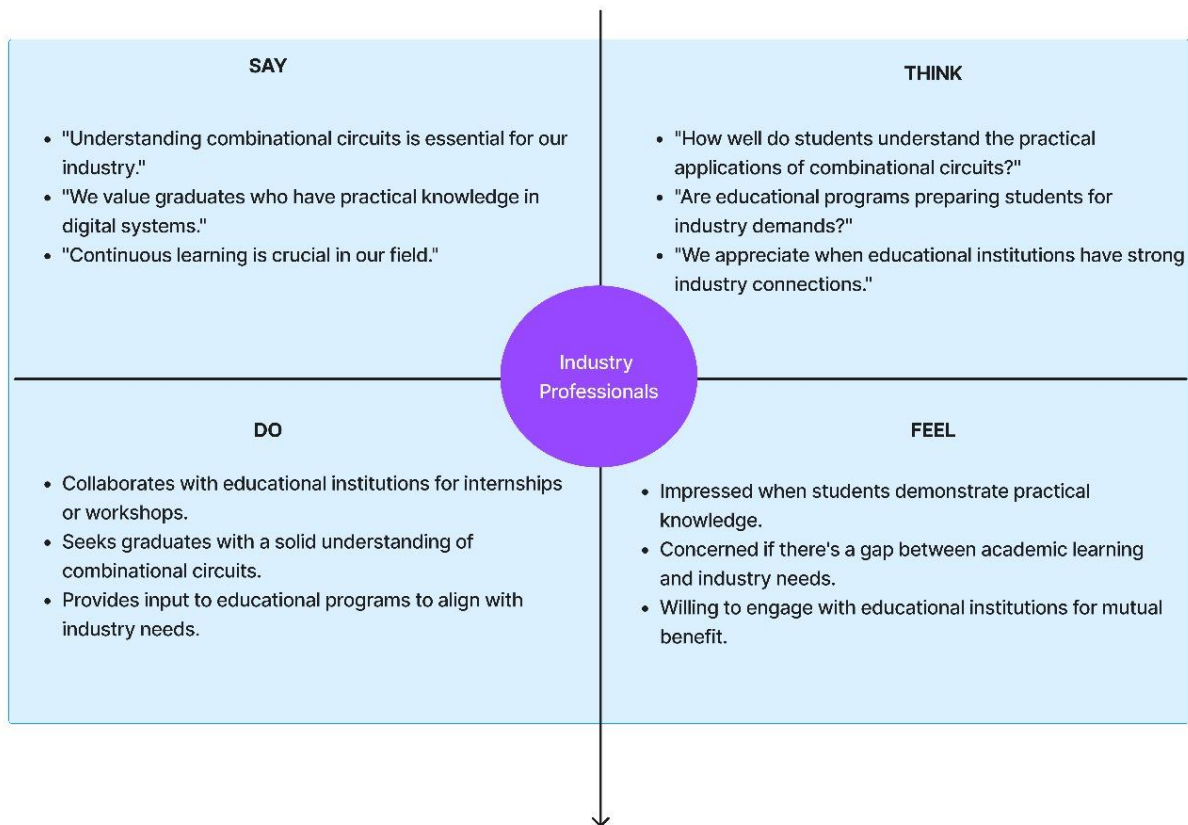 SAY
• "Understanding combinational circuits is essential for our
industry."
• "We value graduates who have practical knowledge in
digital systems."
• "Continuous learning is crucial in our field."
THINK
• "How well do students understand the practical
applications of combinational circuits?"
• "Are educational programs preparing students for
industry demands?"
• "We appreciate when educational institutions have strong
industry connections."
Industry
Professionals
DO
• Collaborates with educational institutions for internships
or workshops.
• Seeks graduates with a solid understanding of
combinational circuits.
• Provides input to educational programs to align with
industry needs.
FEEL
• Impressed when students demonstrate practical
knowledge.
• Concerned if there's a gap between academic learning
and industry needs.
• Willing to engage with educational institutions for mutual
benefit.